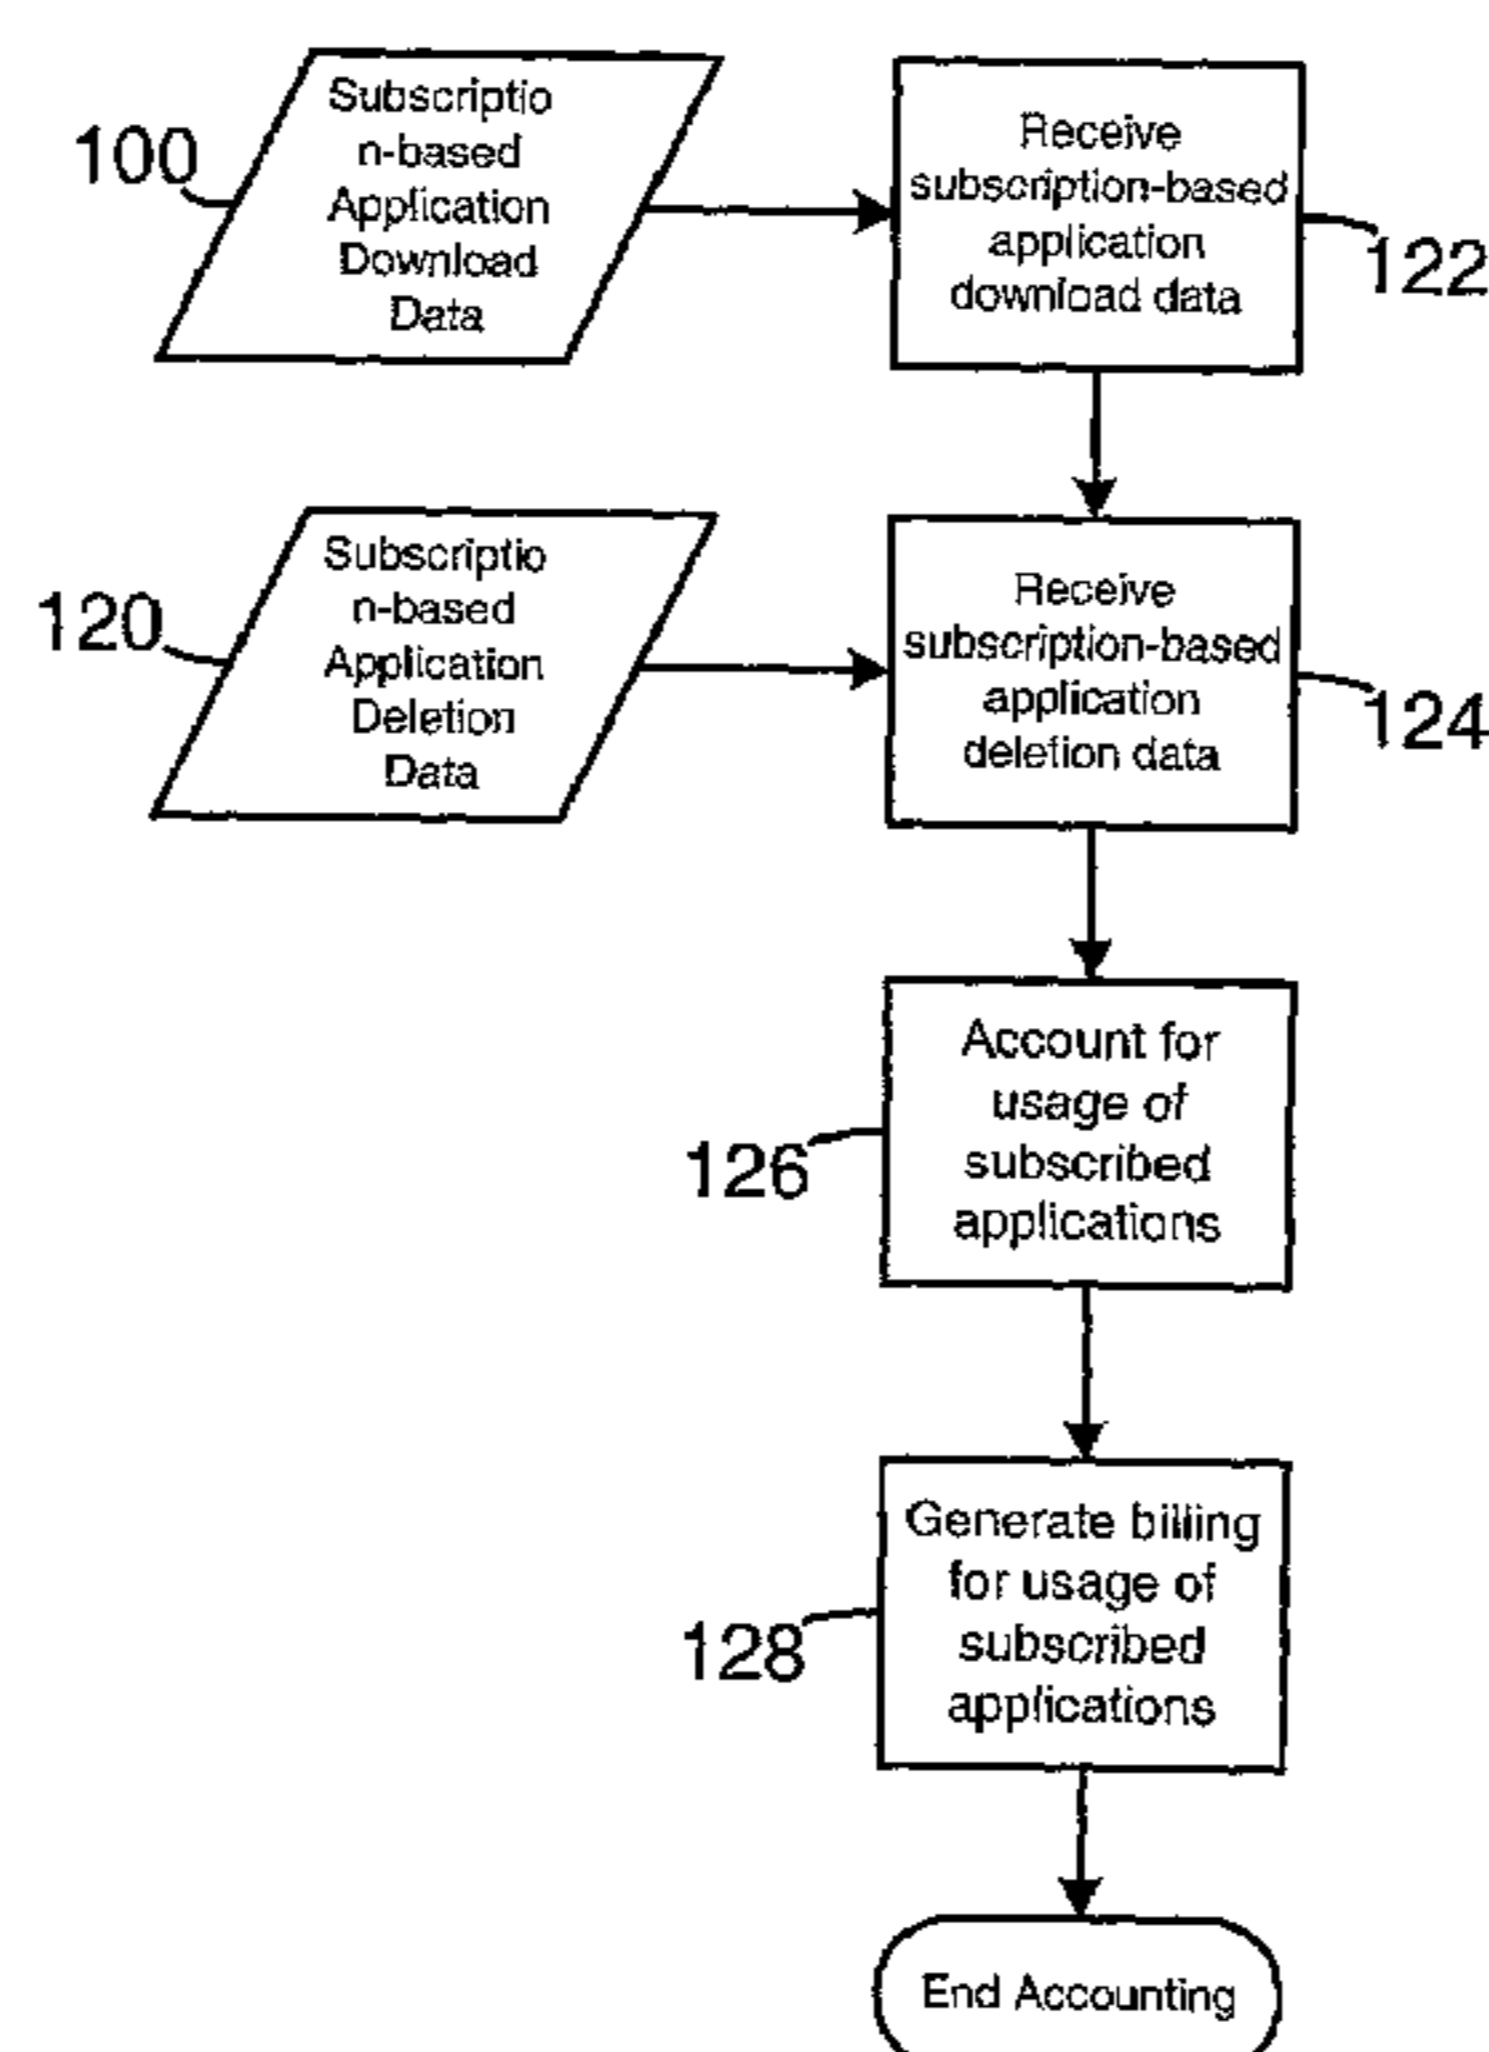 100
Subscriptio
n-based
Application
Download
Data
Receive
subscription-based
application
download data
122
120
Subscriptio
n-based
Application
Deletion
Data
Receive
subscription-based
application
deletion data
124
126
Account for
usage of
subscribed
applications
128
Generate billing
for usage of
subscribed
applications
End Accounting